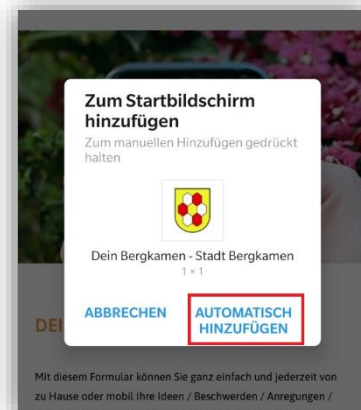 Zum Startbildschirm
hinzufügen
Zum manuellen Hinzufügen gedrückt
halten
Dein Bergkamen - Stadt Bergkamen
1 × 1
ABBRECHEN
AUTOMATISCH
HINZUFÜGEN
DEI
Mit diesem Formular können Sie ganz einfach und jederzeit von
zu Hause oder mobil Ihre Ideen / Beschwerden / Anregungen /